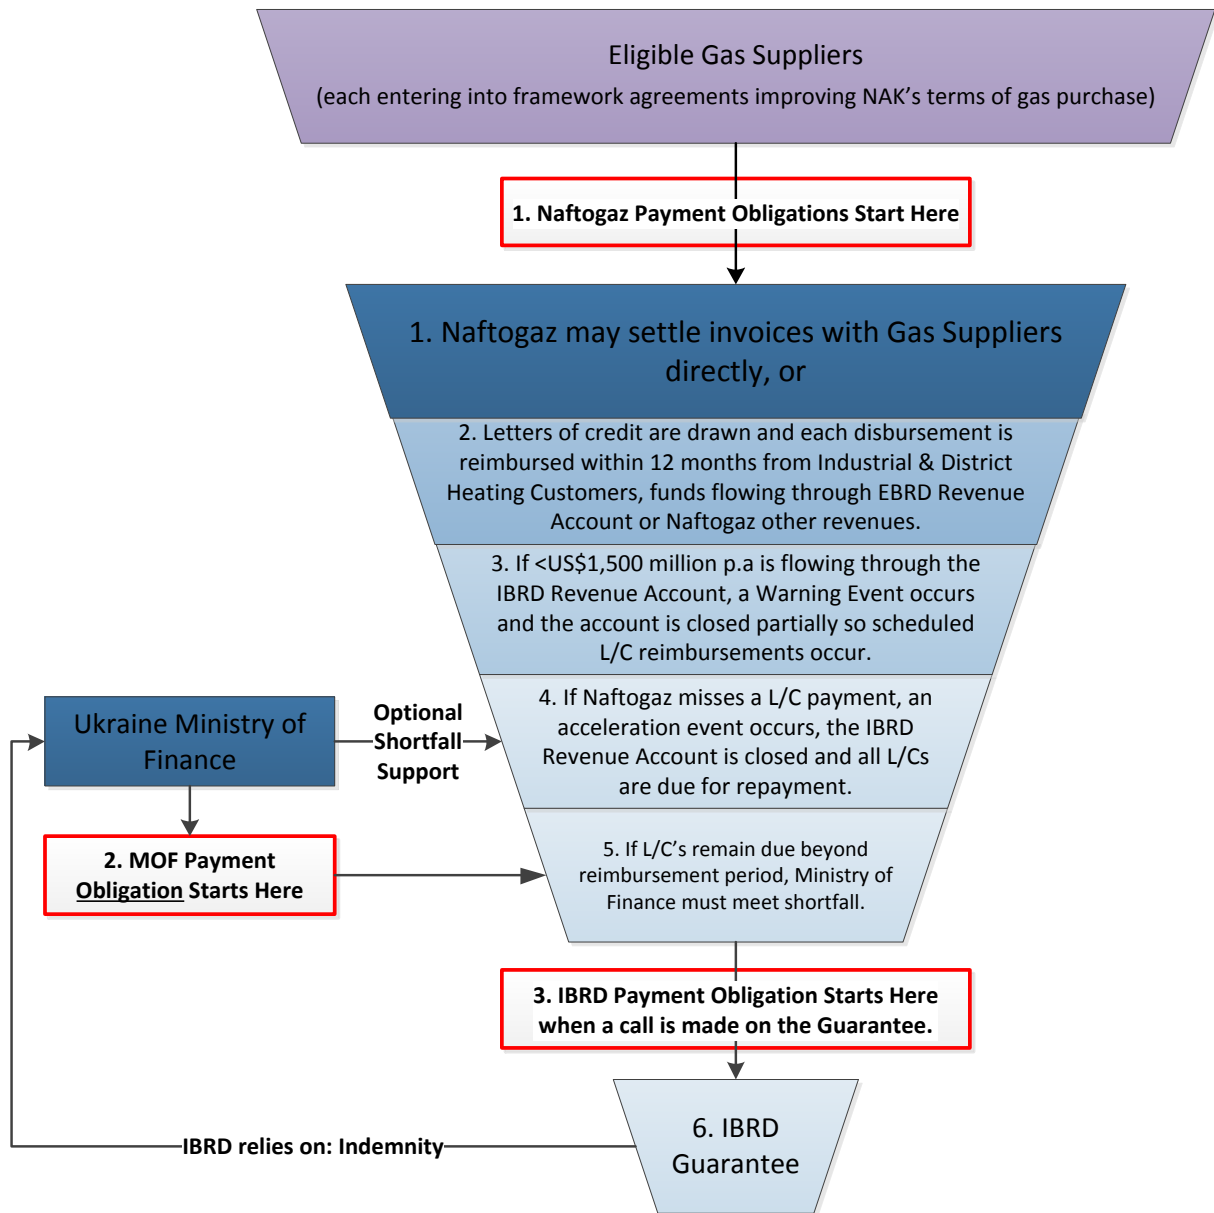 Eligible Gas Suppliers
(each entering into framework agreements improving NAK's terms of gas purchase)
1. Naftogaz Payment Obligations Start Here
1. Naftogaz may settle invoices with Gas Suppliers
directly, or
2. Letters of credit are drawn and each disbursement is
reimbursed within 12 months from Industrial & District
Heating Customers, funds flowing through EBRD Revenue
Account or Naftogaz other revenues.
3. If <US$1,500 million p.a is flowing through the
IBRD Revenue Account, a Warning Event occurs
and the account is closed partially so scheduled
L/C reimbursements occur.
Ukraine Ministry of
Finance
Optional
Shortfall
Support
4. If Naftogaz misses a L/C payment, an
acceleration event occurs, the IBRD
Revenue Account is closed and all L/Cs
are due for repayment.
2. MOF Payment
Obligation Starts Here
5. If L/C's remain due beyond
reimbursement period, Ministry of
Finance must meet shortfall.
3. IBRD Payment Obligation Starts Here
when a call is made on the Guarantee.
IBRD relies on: Indemnity
6. IBRD
Guarantee